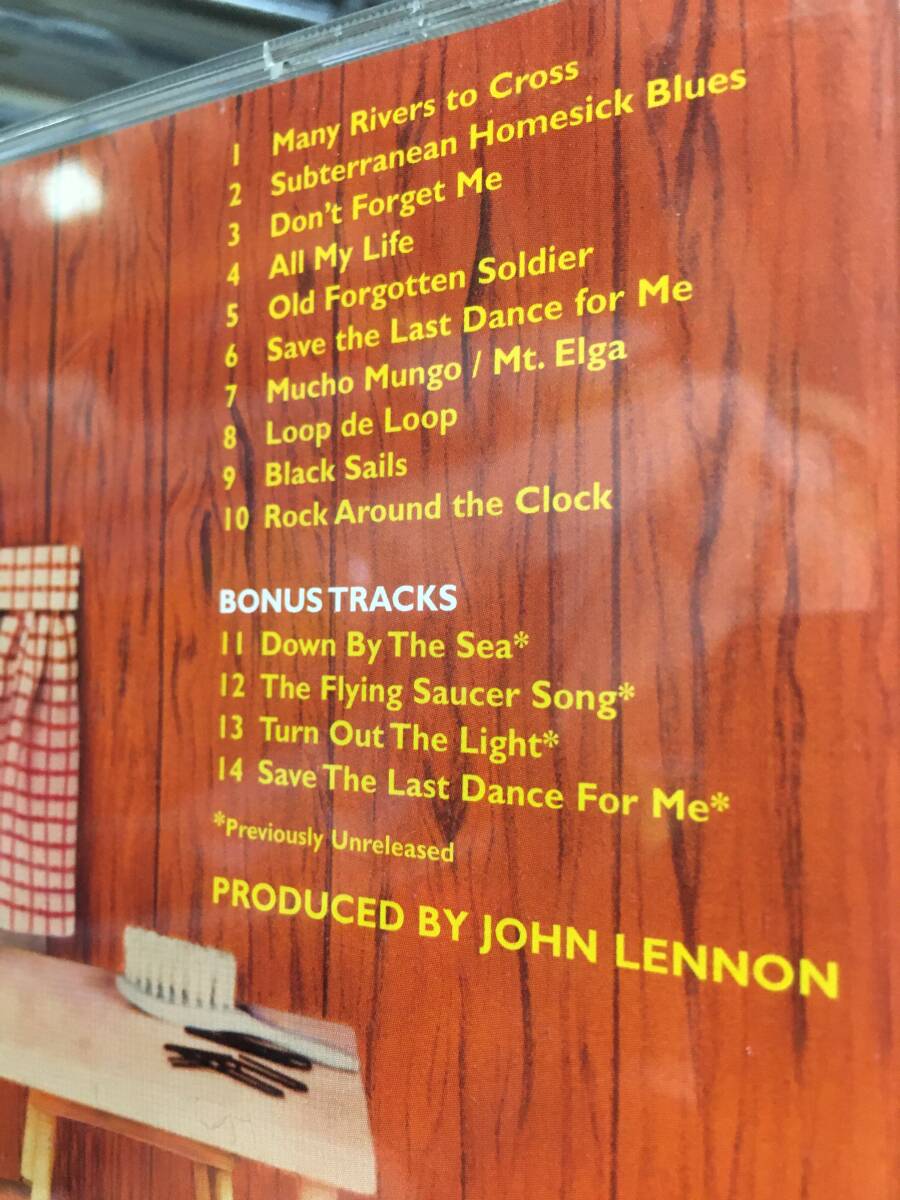 1 Many Rivers to Cross
2 Subterranean Homesick Blues
3 Don't Forget Me
4 All My Life
5 Old Forgotten Soldier
6 Save the Last Dance for Me
7 Mucho Mungo / Mt. Elga
8 Loop de Loop
9 Black Sails
10 Rock Around the Clock
BONUS TRACKS
11 Down By The Sea*
12 The Flying Saucer Song*
13 Turn Out The Light*
14 Save The Last Dance For Me*
*Previously Unreleased
PRODUCED BY JOHN LENNON